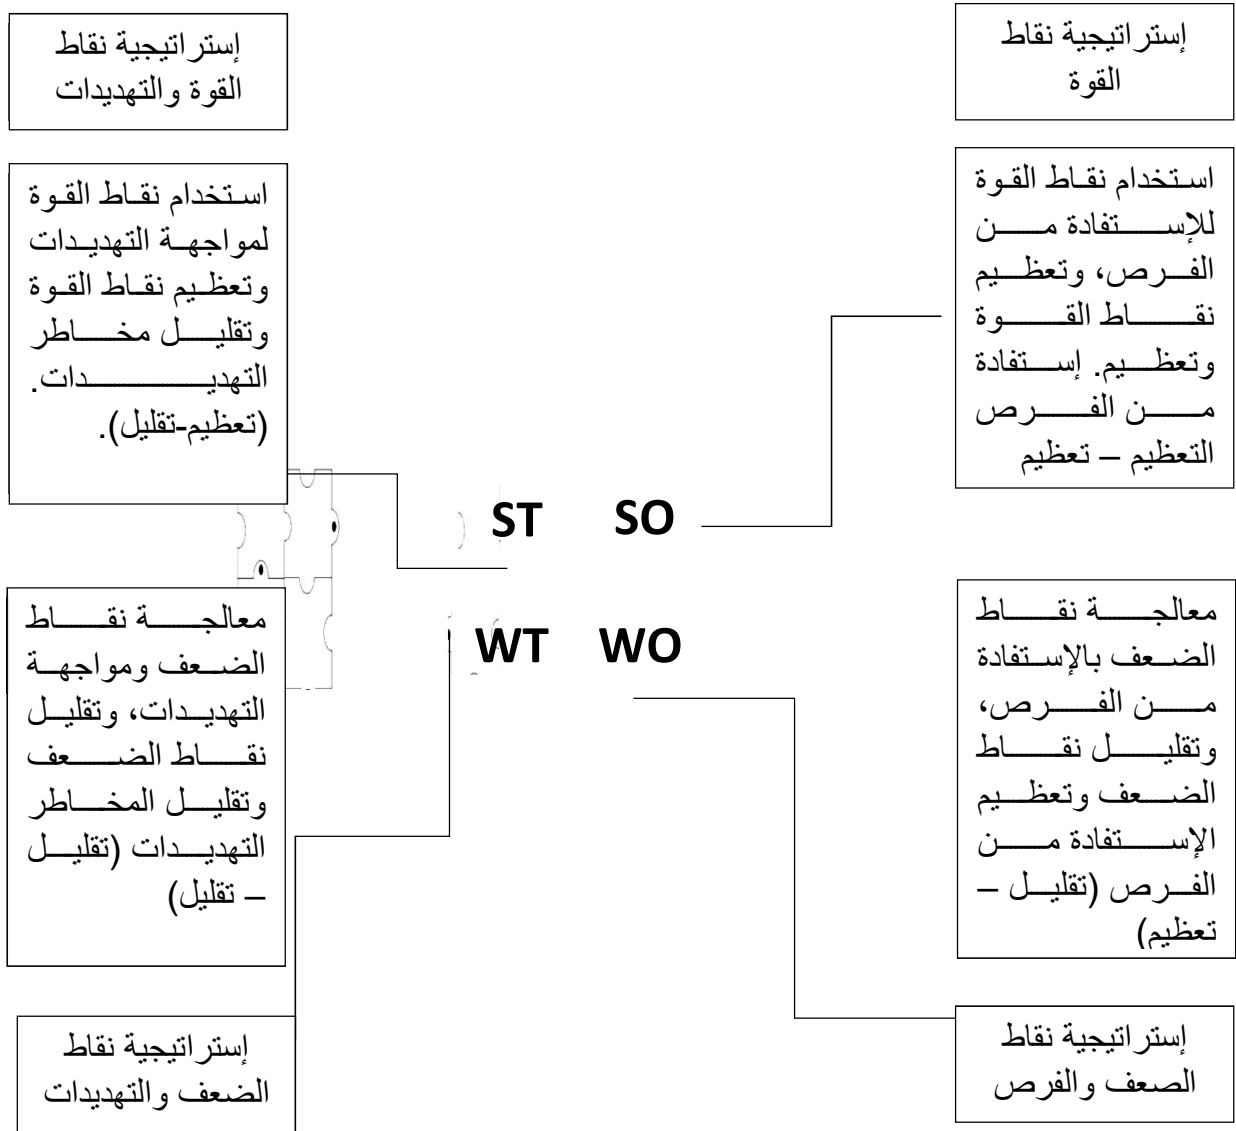 إستراتيجية نقاط
القوة
استخدام نقاط القوة
للإستفادة من
الفرص، وتعظيم
نقاط القوة
وتعظيم. إستفادة
من الفرص
التعظيم – تعظيم
إستراتيجية نقاط
القوة والتهديدات
استخدام نقاط القوة
لمواجهة التهديدات
وتعظيم نقاط القوة
وتقليل مخاطر
التهديدات.
(تعظيم-تقليل).
ST SO
WT WO
معالجة نقاط
الضعف بالإستفادة
من الفرص،
وتقليل نقاط
الضعف وتعظيم
الإستفادة من
الفرص (تقليل –
تعظيم)
إستراتيجية نقاط
الصعف والفرص
معالجة نقاط
الضعف ومواجهة
التهديدات، وتقليل
نقاط الضعف
وتقليل المخاطر
التهديدات (تقليل
– تقليل)
إستراتيجية نقاط
الضعف والتهديدات